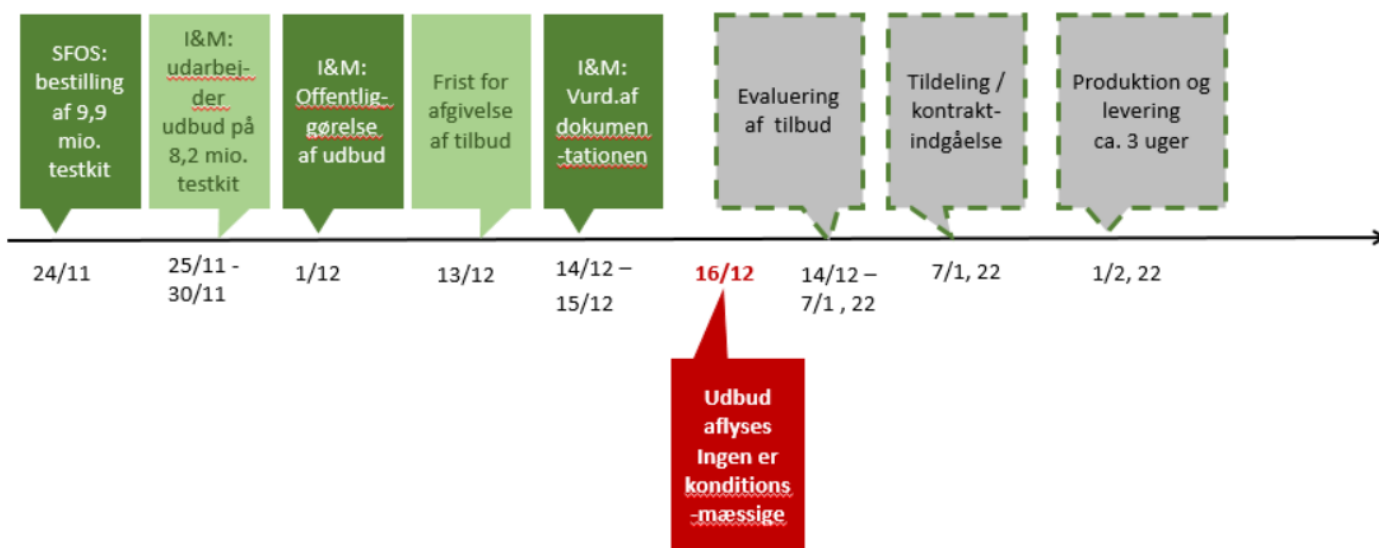 SFOS:
bestilling
af 9,9
mio.
testkit
I&M:
udarbej-
der
udbud på
8,2 mio.
testkit
I&M:
Offentlig-
gørelse
af udbud
Frist for
afgivelse
af tilbud
I&M:
Vurd.af
dokumen
-tationen
Evaluering
af tilbud
Tildeling /
kontrakt-
indgåelse
Produktion og
levering
ca. 3 uger
24/11
25/11 -
30/11
1/12
13/12
14/12 –
15/12
16/12
14/12 –
7/1 , 22
7/1, 22
1/2, 22
Udbud
aflyses
Ingen er
konditions
-mæssige